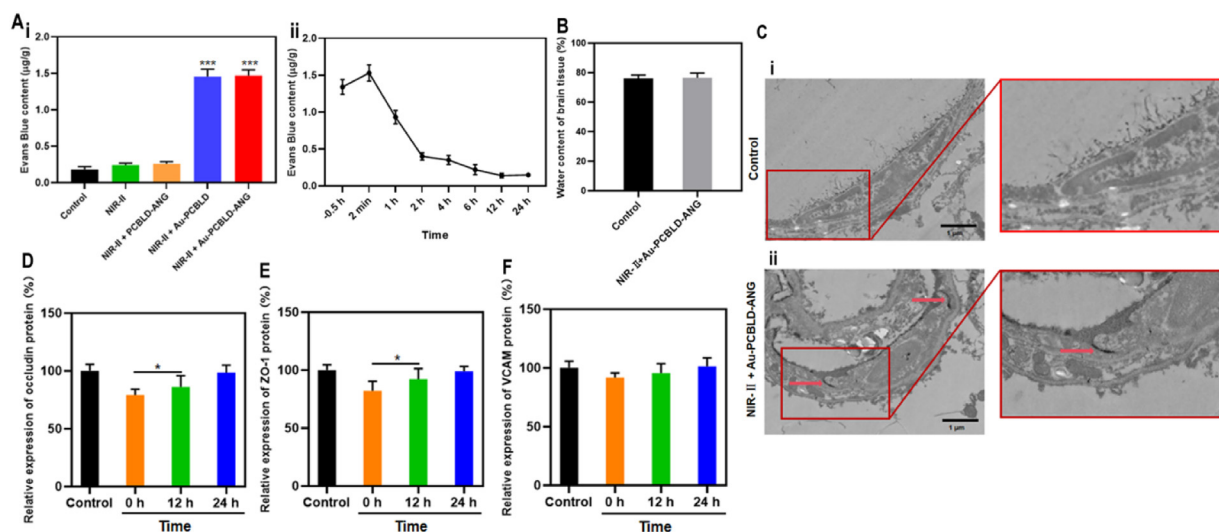 A
i
Evans Blue content (µg/g)
2.0
1.5
1.0
0.5
0.0
***
***
Control
NIR-II
NIR-II + PCBLD-ANG
NIR-II + Au-PCBLD
NIR-II + Au-PCBLD-ANG
ii
Evans Blue content (µg/g)
2.0
1.5
1.0
0.5
0.0
-0.5 h
2 min
1 h
2 h
4 h
6 h
12 h
24 h
Time
B
Water content of brain tissue (%)
100
80
60
40
20
0
Control
NIR-II+Au-PCBLD-ANG
C
i
Control
1 µm
ii
NIR-II + Au-PCBLD-ANG
1 µm
D
Relative expression of occludin protein (%)
150
100
50
0
*
Control
0 h
12 h
24 h
Time
E
Relative expression of ZO-1 protein (%)
150
100
50
0
*
Control
0 h
12 h
24 h
Time
F
Relative expression of VCAM protein (%)
150
100
50
0
Control
0 h
12 h
24 h
Time